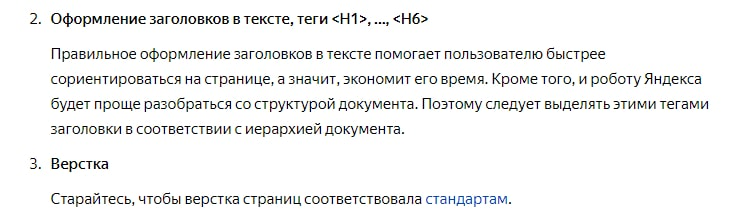 2. Оформление заголовков в тексте, теги <H1>, ..., <H6>
Правильное оформление заголовков в тексте помогает пользователю быстрее
сориентироваться на странице, а значит, экономит его время. Кроме того, и роботу Яндекса
будет проще разобраться со структурой документа. Поэтому следует выделять этими тегами
заголовки в соответствии с иерархией документа.
3. Верстка
Старайтесь, чтобы верстка страниц соответствовала стандартам.